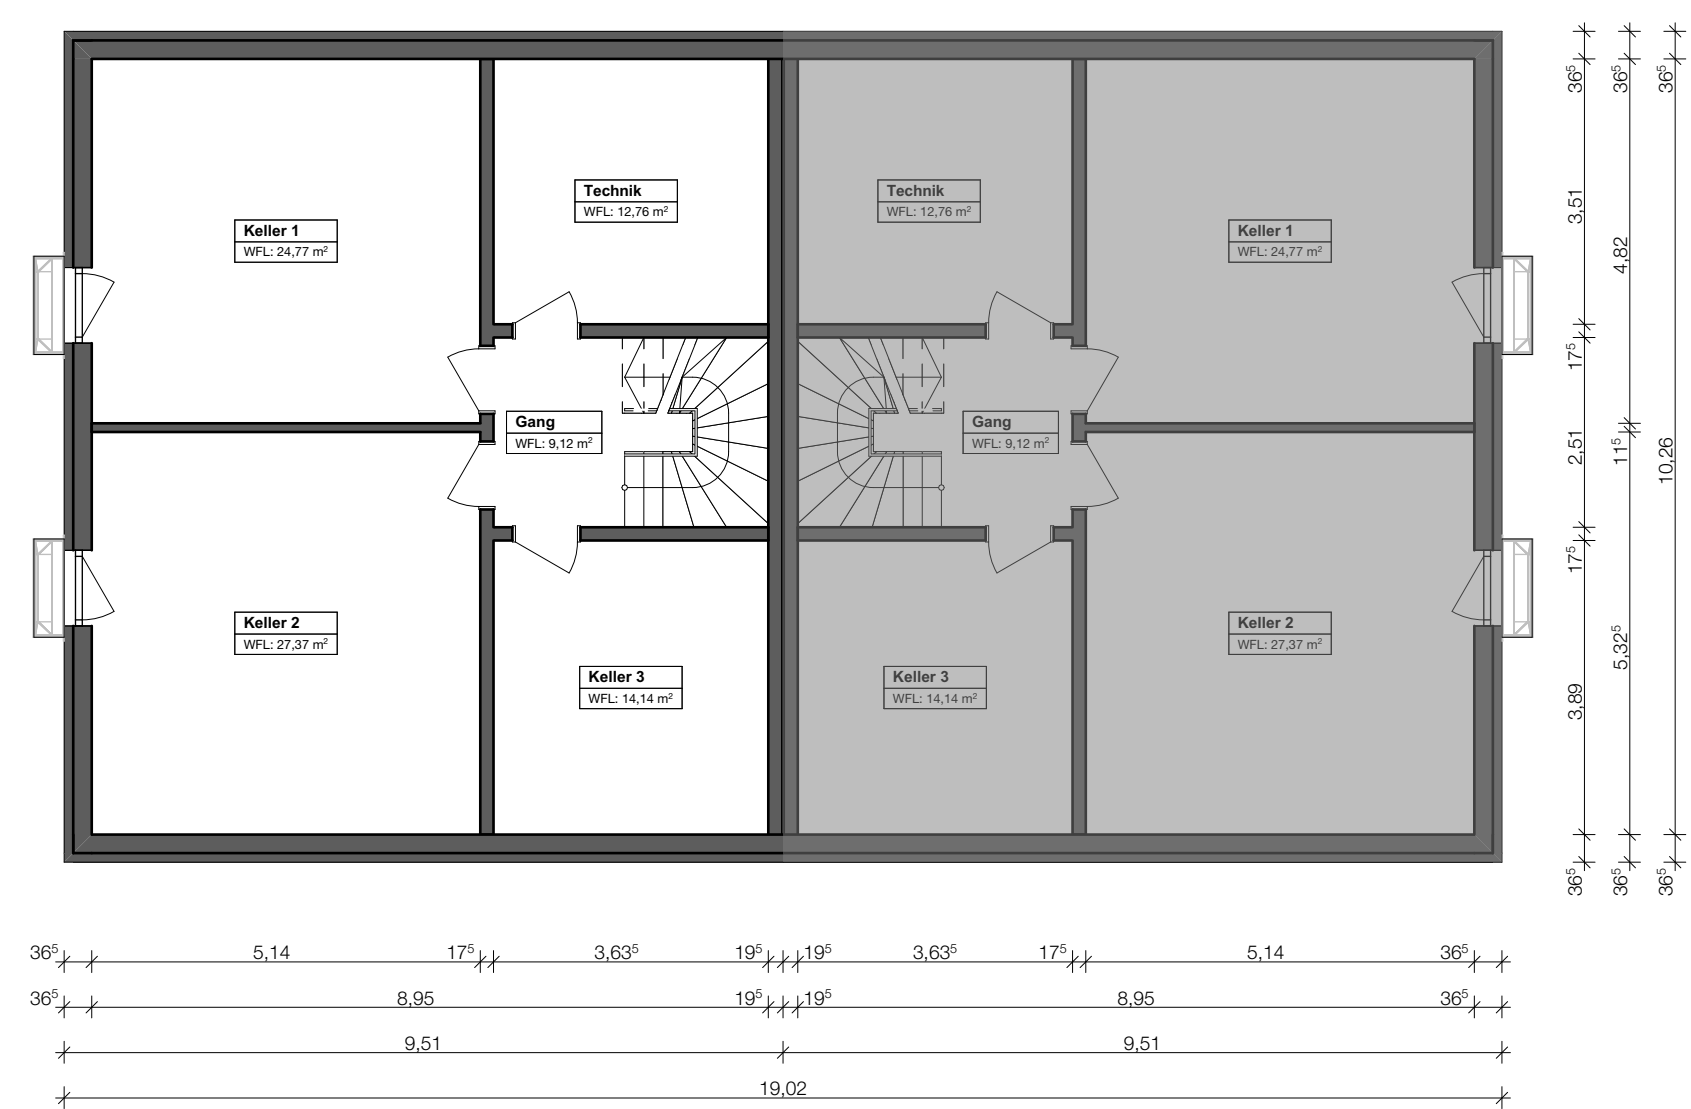 Technik
WFL: 12,76 m²
Technik
WFL: 12,76 m²
Keller 1
WFL: 24,77 m²
Keller 1
WFL: 24,77 m²
Gang
WFL: 9,12 m²
Gang
WFL: 9,12 m²
Keller 2
WFL: 27,37 m²
Keller 2
WFL: 27,37 m²
Keller 3
WFL: 14,14 m²
Keller 3
WFL: 14,14 m²
36⁵
3,51
17⁵
2,51
17⁵
3,89
36⁵
36⁵
4,82
11⁵
5,32⁵
36⁵
36⁵
10,26
36⁵
36⁵ 5,14 17⁵ 3,63⁵ 19⁵ 19⁵ 3,63⁵ 17⁵ 5,14 36⁵
36⁵ 8,95 19⁵ 19⁵ 8,95 36⁵
9,51 9,51
19,02